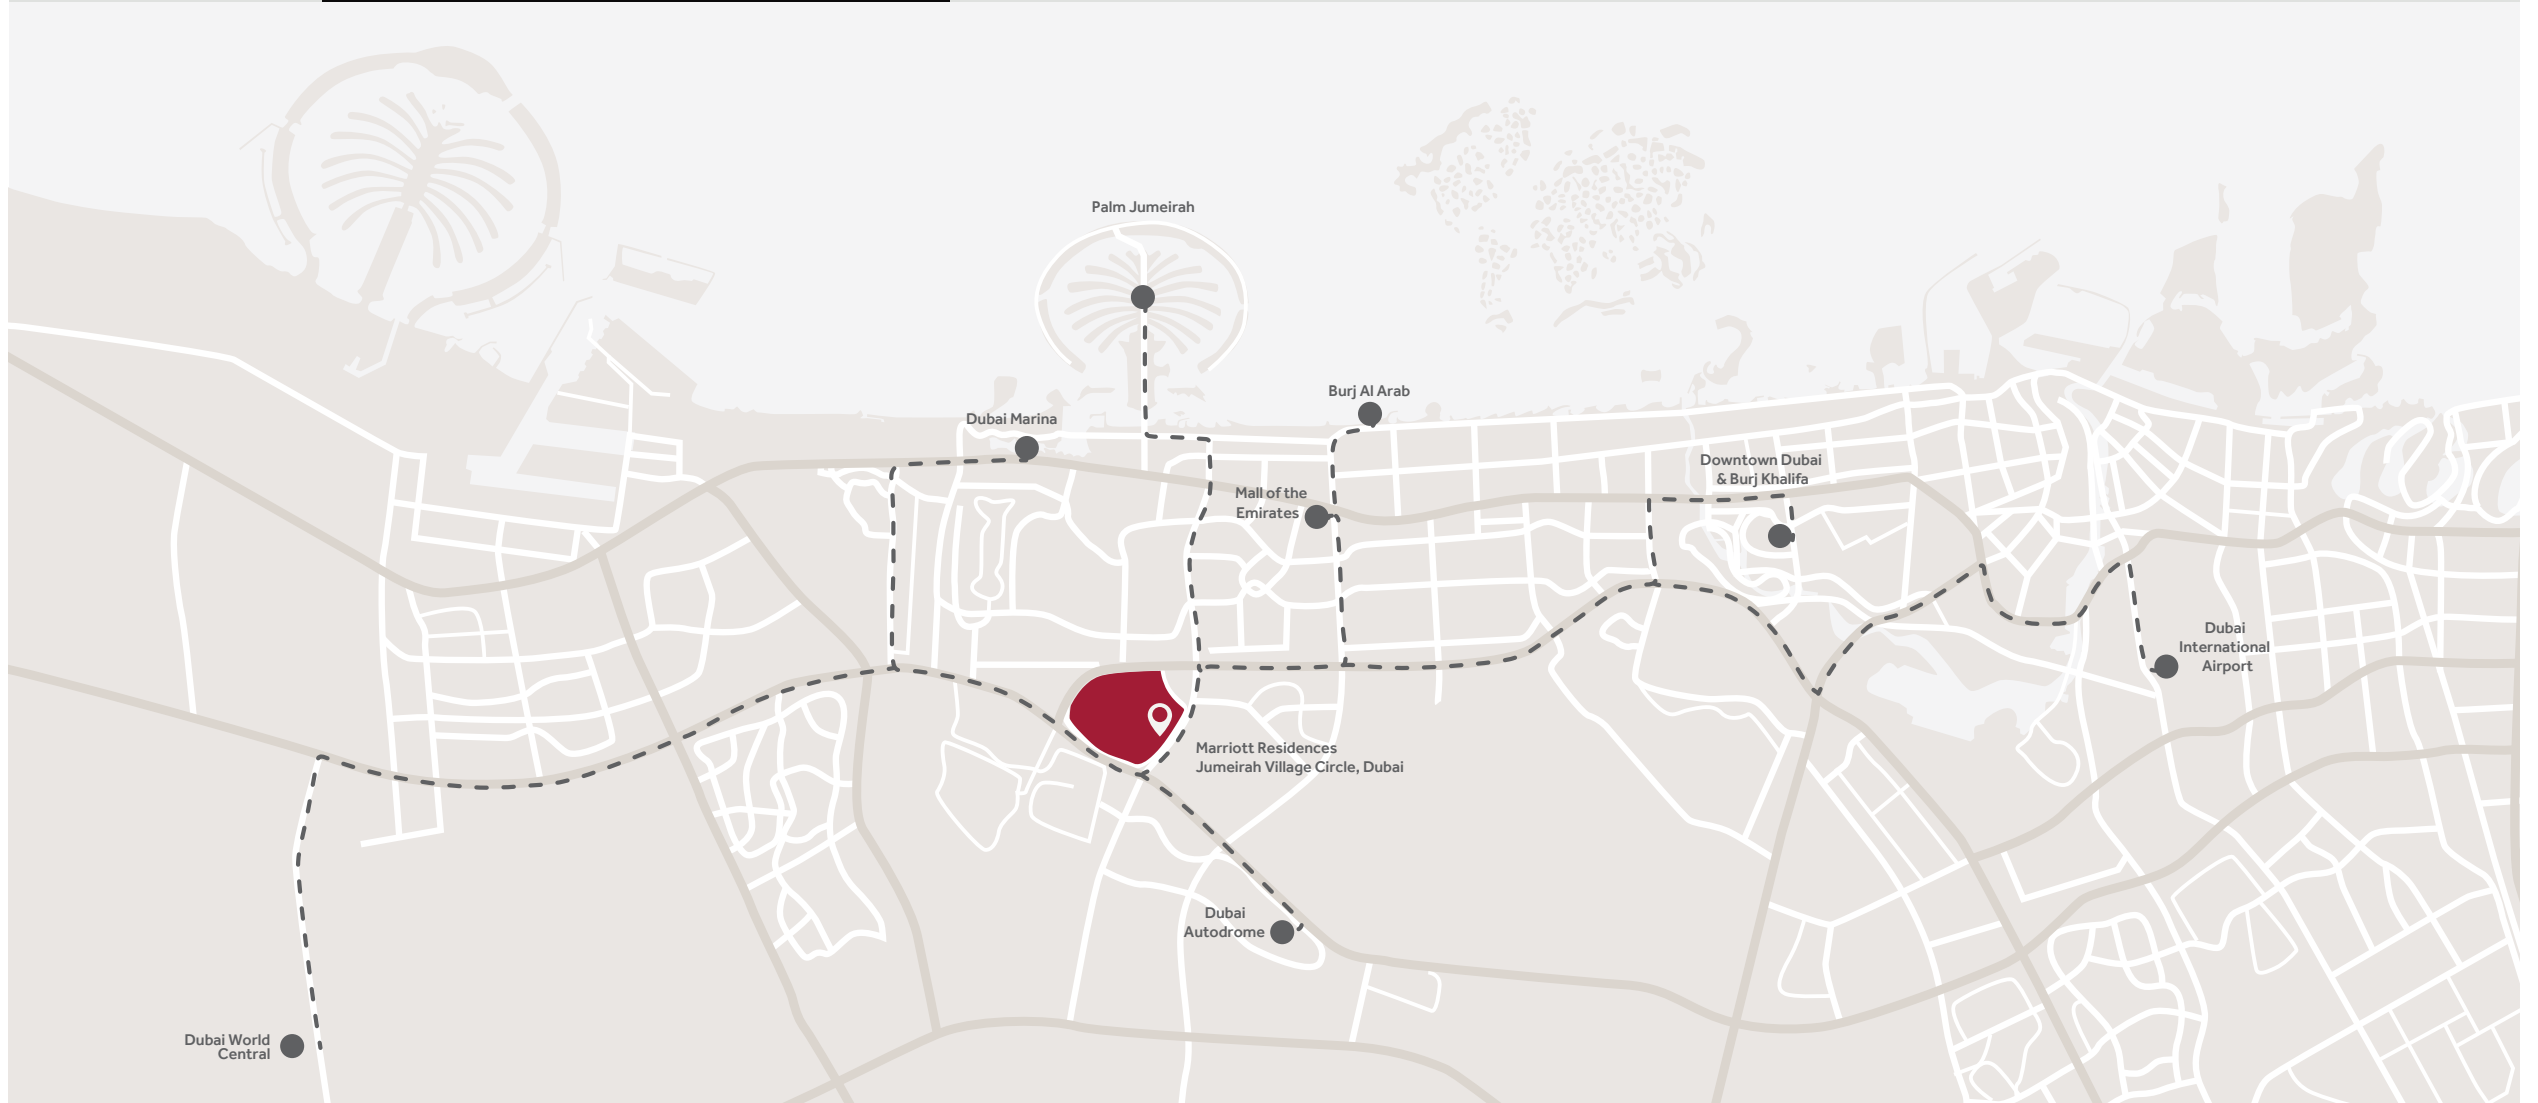 Palm Jumeirah
Burj Al Arab
Dubai Marina
Downtown Dubai
& Burj Khalifa
Mall of the
Emirates
Dubai
International
Airport
Marriott Residences
Jumeirah Village Circle, Dubai
Dubai
Autodrome
Dubai World
Central